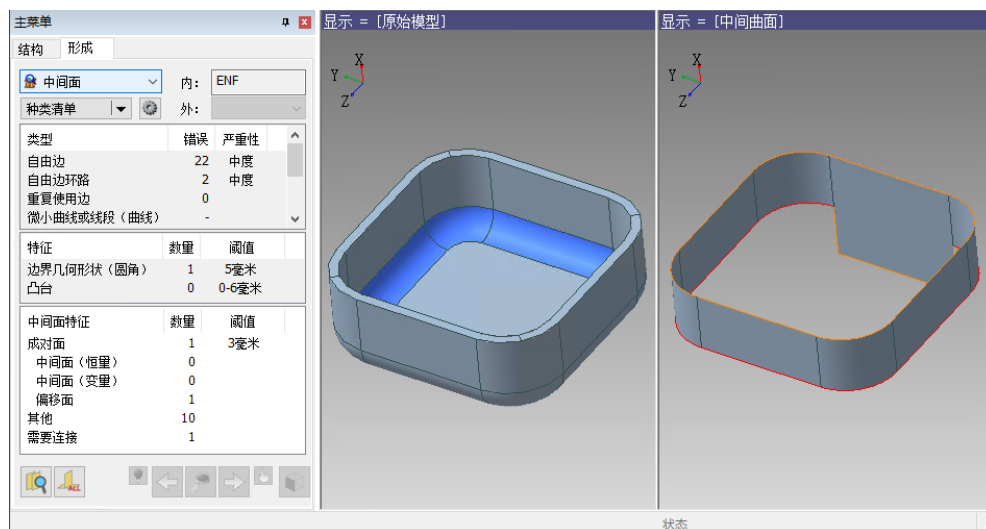 主菜单
显示 = [原始模型]
显示 = [中间曲面]
结构 形成
中间面 内: ENF
种类清单 外:
类型 错误 严重性
自由边 22 中度
自由边环路 2 中度
重复使用边 0
微小曲线或线段（曲线） -
特征 数量 阈值
边界几何形状（圆角） 1 5毫米
凸台 0 0-6毫米
中间面特征 数量 阈值
成对面 1 3毫米
中间面（恒量） 0
中间面（变量） 0
偏移面 1
其他 10
需要连接 1
X
Y
Z
X
Y
Z
ALL
状态